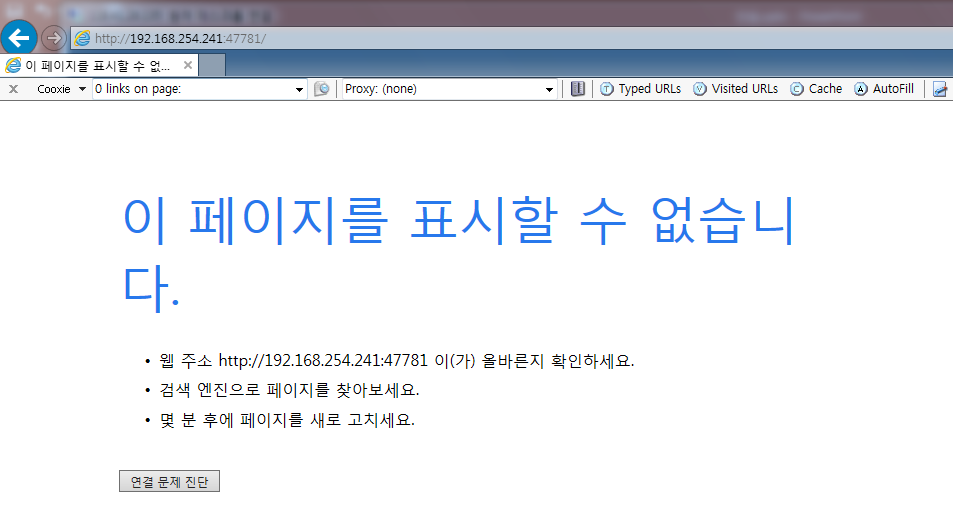 http://192.168.254.241:47781/
이 페이지를 표시할 수 없...
Cooxie
0 links on page:
Proxy: (none)
Typed URLs
Visited URLs
Cache
AutoFill
이 페이지를 표시할 수 없습니
다.
• 웹 주소 http://192.168.254.241:47781 이(가) 올바른지 확인하세요.
• 검색 엔진으로 페이지를 찾아보세요.
• 몇 분 후에 페이지를 새로 고치세요.
연결 문제 진단